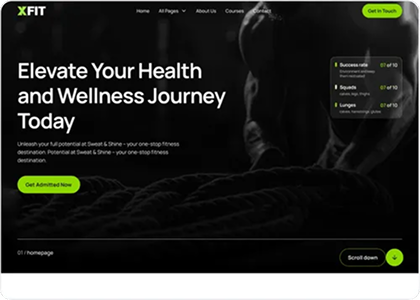 XFIT
Home All Pages About Us Courses Contact
Get In Touch
Elevate Your Health
and Wellness Journey
Today
Unleash your full potential at Sweat & Shine – your one-stop fitness
destination. Potential at Sweat & Shine – your one-stop fitness
destination.
Get Admitted Now
Success rate 07 of 10
Squads 07 of 10
Lunges 07 of 10
01 / homepage
Scroll down